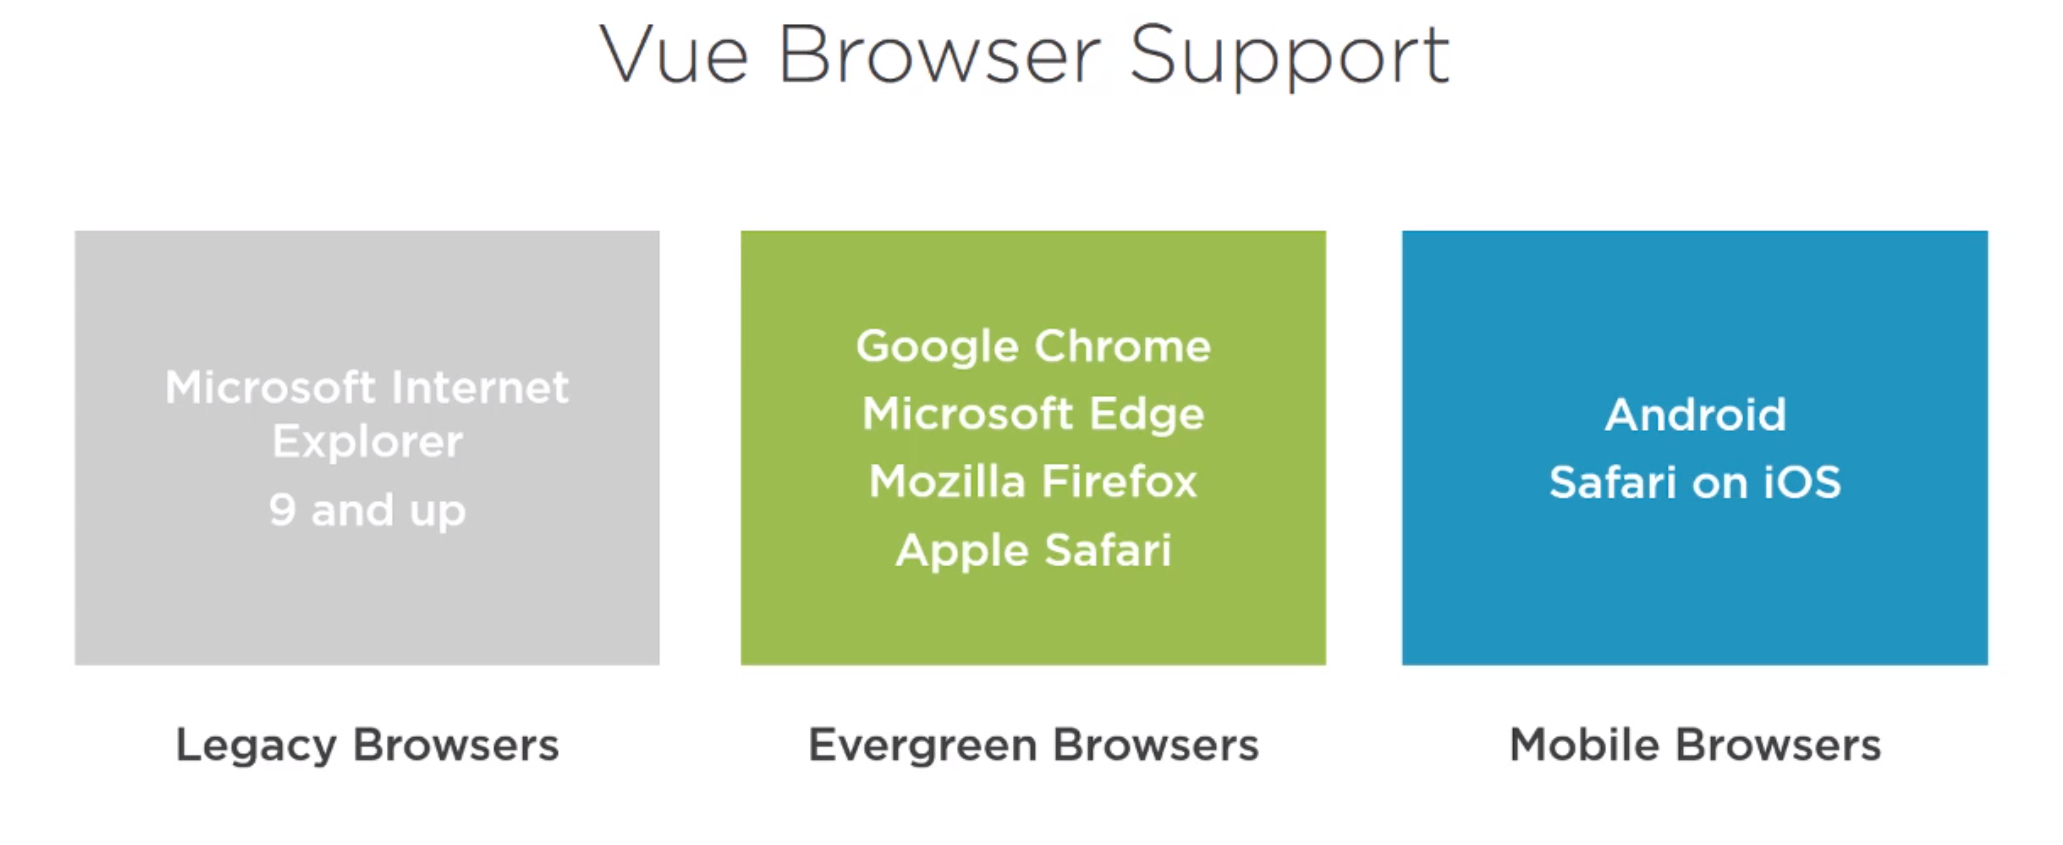 Vue Browser Support
Microsoft Internet
Explorer
9 and up
Legacy Browsers
Google Chrome
Microsoft Edge
Mozilla Firefox
Apple Safari
Evergreen Browsers
Android
Safari on iOS
Mobile Browsers